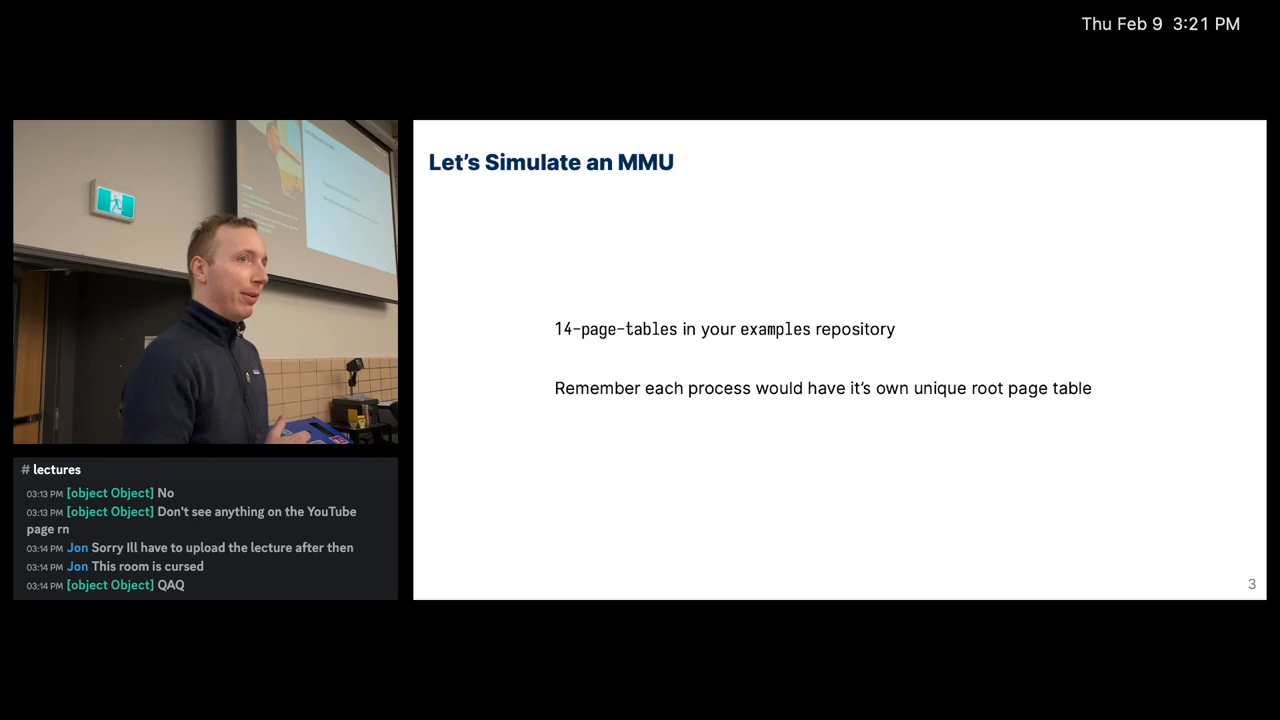 Thu Feb 9 3:21 PM
Let's Simulate an MMU
14-page-tables in your examples repository
Remember each process would have it's own unique root page table
3
# lectures
03:13 PM [object Object] No
03:13 PM [object Object] Don't see anything on the YouTube
page rn
03:14 PM Jon Sorry Ill have to upload the lecture after then
03:14 PM Jon This room is cursed
03:14 PM [object Object] QAQ